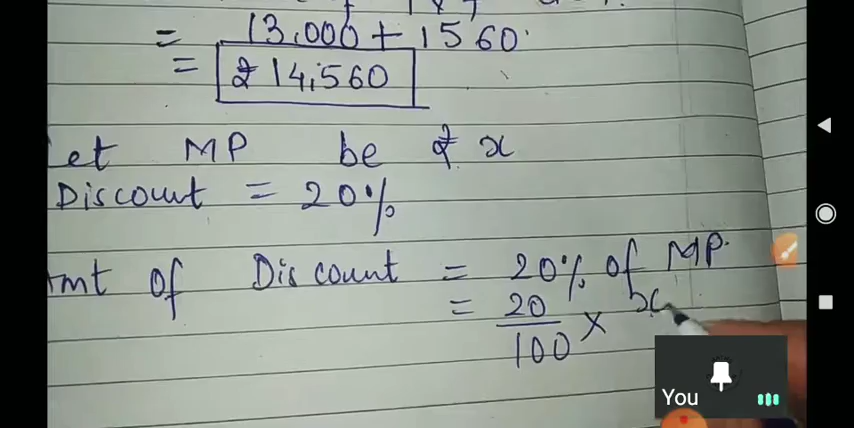 = 13,000 + 1560.
= ₹ 14,560
et MP be ₹ x
Discount = 20%
mt of Discount = 20% of MP.
= 20/100 × x
You